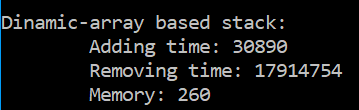 Dinamic-array based stack:
Adding time: 30890
Removing time: 17914754
Memory: 260